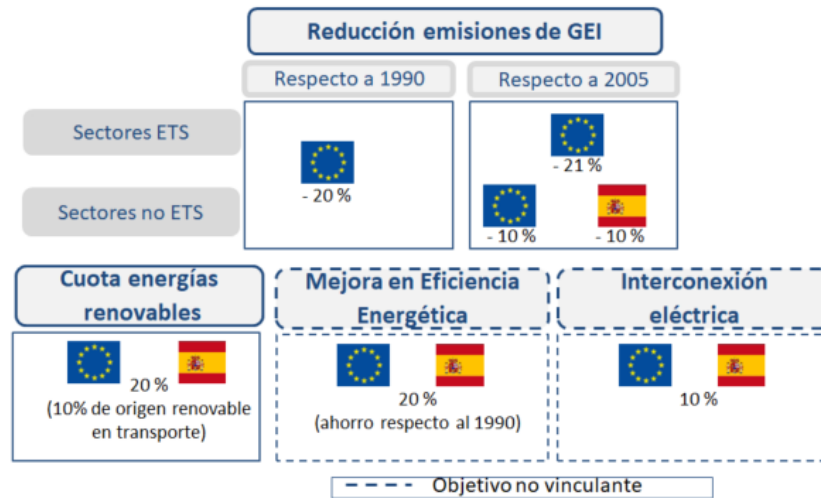 Reducción emisiones de GEI
Respecto a 1990
Respecto a 2005
Sectores ETS
Sectores no ETS
- 20 %
- 21 %
- 10 %
- 10 %
Cuota energías
renovables
20 %
(10% de origen renovable
en transporte)
Mejora en Eficiencia
Energética
20 %
(ahorro respecto al 1990)
Interconexión
eléctrica
10 %
Objetivo no vinculante